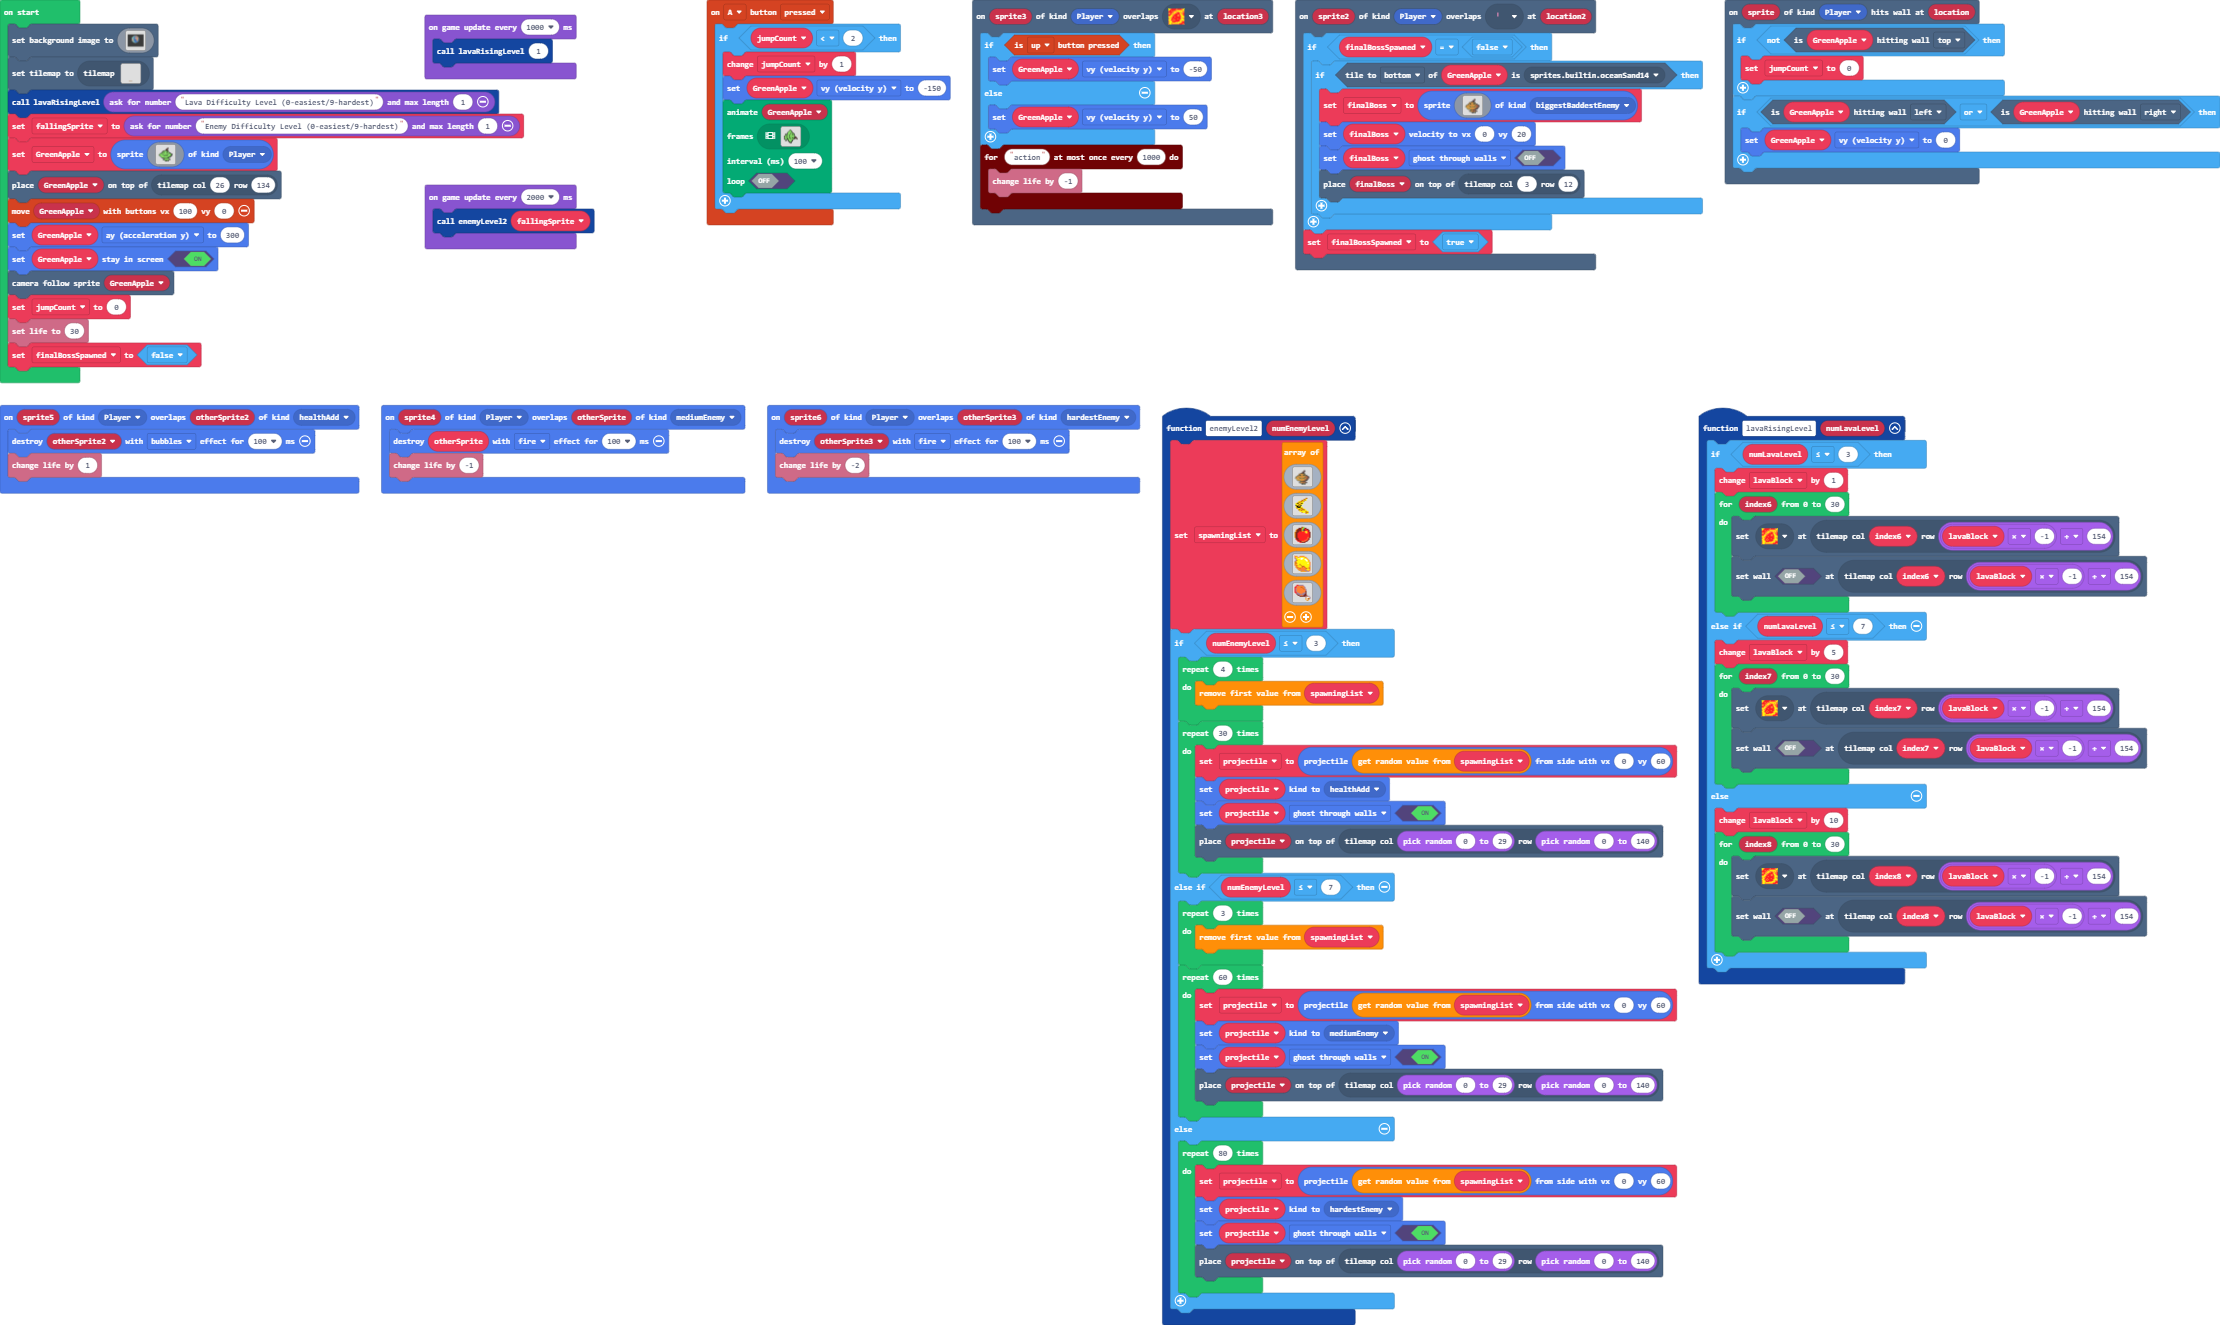 on start
set background image to
set tilemap to tilemap
call lavaRisingLevel ask for number "Lava Difficulty Level (0-easiest/9-hardest)" and max length 1
set fallingSprite to ask for number "Enemy Difficulty Level (0-easiest/9-hardest)" and max length 1
set GreenApple to sprite of kind Player
place GreenApple on top of tilemap col 26 row 134
move GreenApple with buttons vx 100 vy 0
set GreenApple ay (acceleration y) to 300
set GreenApple stay in screen ON
camera follow sprite GreenApple
set jumpCount to 0
set life to 30
set finalBossSpawned to false
on game update every 1000 ms
call lavaRisingLevel 1
on game update every 2000 ms
call enemyLevel2 fallingSprite
on A button pressed
if jumpCount < 2 then
change jumpCount by 1
set GreenApple vy (velocity y) to -150
animate GreenApple
frames
interval (ms) 100
loop OFF
on sprite3 of kind Player overlaps at location3
if is up button pressed then
set GreenApple vy (velocity y) to -50
else
set GreenApple vy (velocity y) to 50
for "action" at most once every 1000 do
change life by -1
on sprite2 of kind Player overlaps at location2
if finalBossSpawned = false then
if tile to bottom of GreenApple is sprites.builtin.oceanSand14 then
set finalBoss to sprite of kind biggestBaddestEnemy
set finalBoss velocity to vx 0 vy 20
set finalBoss ghost through walls OFF
place finalBoss on top of tilemap col 3 row 12
set finalBossSpawned to true
on sprite of kind Player hits wall at location
if not is GreenApple hitting wall top then
set jumpCount to 0
if is GreenApple hitting wall left or is GreenApple hitting wall right then
set GreenApple vy (velocity y) to 0
on sprite5 of kind Player overlaps otherSprite2 of kind healthAdd
destroy otherSprite2 with bubbles effect for 100 ms
change life by 1
on sprite4 of kind Player overlaps otherSprite of kind mediumEnemy
destroy otherSprite with fire effect for 100 ms
change life by -1
on sprite6 of kind Player overlaps otherSprite3 of kind hardestEnemy
destroy otherSprite3 with fire effect for 100 ms
change life by -2
function enemyLevel2 numEnemyLevel
array of
set spawningList to
if numEnemyLevel ≤ 3 then
repeat 4 times
do remove first value from spawningList
repeat 30 times
do set projectile to projectile get random value from spawningList from side with vx 0 vy 60
set projectile kind to healthAdd
set projectile ghost through walls ON
place projectile on top of tilemap col pick random 0 to 29 row pick random 0 to 140
else if numEnemyLevel ≤ 7 then
repeat 3 times
do remove first value from spawningList
repeat 60 times
do set projectile to projectile get random value from spawningList from side with vx 0 vy 60
set projectile kind to mediumEnemy
set projectile ghost through walls ON
place projectile on top of tilemap col pick random 0 to 29 row pick random 0 to 140
else
repeat 80 times
do set projectile to projectile get random value from spawningList from side with vx 0 vy 60
set projectile kind to hardestEnemy
set projectile ghost through walls ON
place projectile on top of tilemap col pick random 0 to 29 row pick random 0 to 140
function lavaRisingLevel numLavaLevel
if numLavaLevel ≤ 3 then
change lavaBlock by 1
for index6 from 0 to 30
do set at tilemap col index6 row lavaBlock × -1 + 154
set wall OFF at tilemap col index6 row lavaBlock × -1 + 154
else if numLavaLevel ≤ 7 then
change lavaBlock by 5
for index7 from 0 to 30
do set at tilemap col index7 row lavaBlock × -1 + 154
set wall OFF at tilemap col index7 row lavaBlock × -1 + 154
else
change lavaBlock by 10
for index8 from 0 to 30
do set at tilemap col index8 row lavaBlock × -1 + 154
set wall OFF at tilemap col index8 row lavaBlock × -1 + 154